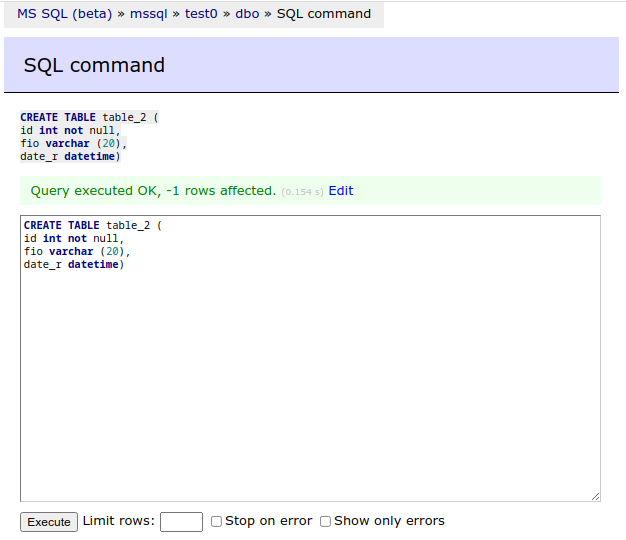 MS SQL (beta) » mssql » test0 » dbo » SQL command
SQL command
CREATE TABLE table_2 (
id int not null,
fio varchar (20),
date_r datetime)
Query executed OK, -1 rows affected. (0.154 s) Edit
CREATE TABLE table_2 (
id int not null,
fio varchar (20),
date_r datetime)
Execute Limit rows: Stop on error Show only errors